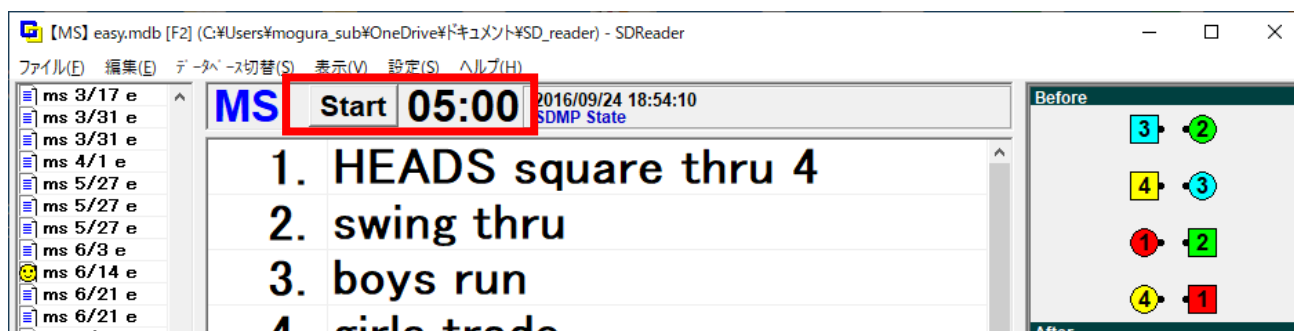 【MS】easy.mdb [F2] (C:¥Users¥mogura_sub¥OneDrive¥ドキュメント¥SD_reader) - SDReader
ファイル(F) 編集(E) データベース切替(S) 表示(V) 設定(S) ヘルプ(H)
ms 3/17 e
ms 3/31 e
ms 3/31 e
ms 4/1 e
ms 5/27 e
ms 5/27 e
ms 5/27 e
ms 6/3 e
ms 6/14 e
ms 6/21 e
ms 6/21 e
MS Start 05:00
2016/09/24 18:54:10
SDMP State
1. HEADS square thru 4
2. swing thru
3. boys run
4. girls trade
Before
3 2
4 3
1 2
4 1
After